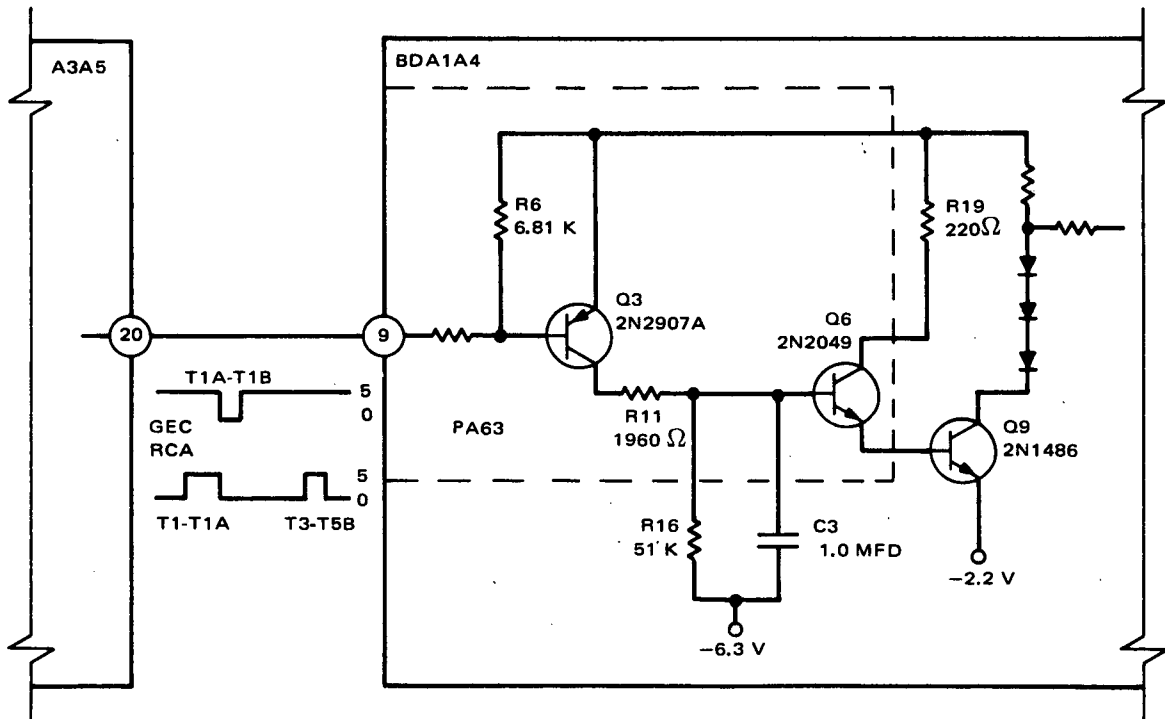 A3A5
BDA1A4
R6
6.81 K
R19
220Ω
Q3
2N2907A
Q6
2N2049
20
9
T1A-T1B
5
0
GEC
RCA
R11
1960 Ω
PA63
Q9
2N1486
5
0
T1-T1A
T3-T5B
R16
51 K
C3
1.0 MFD
−2.2 V
−6.3 V